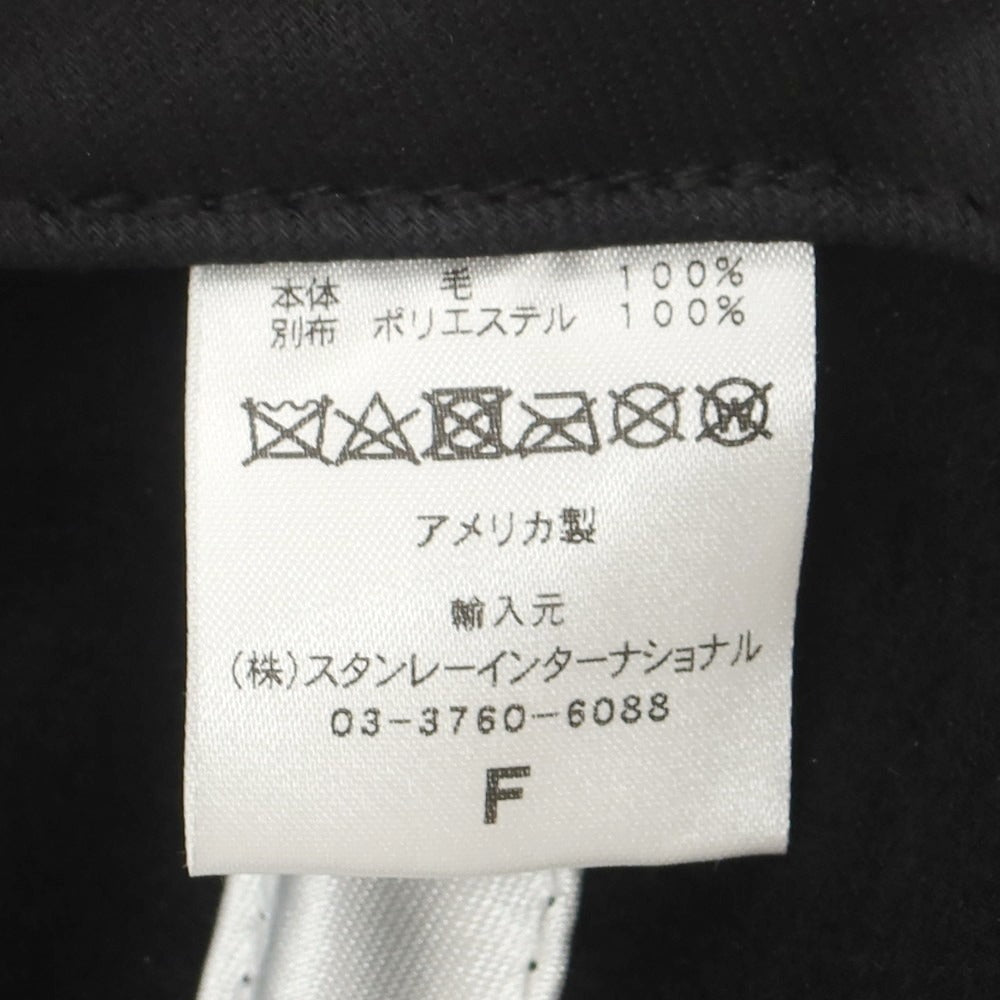 本体 毛 100%
別布 ポリエステル 100%
アメリカ製
輸入元
(株)スタンレーインターナショナル
03-3760-6088
F